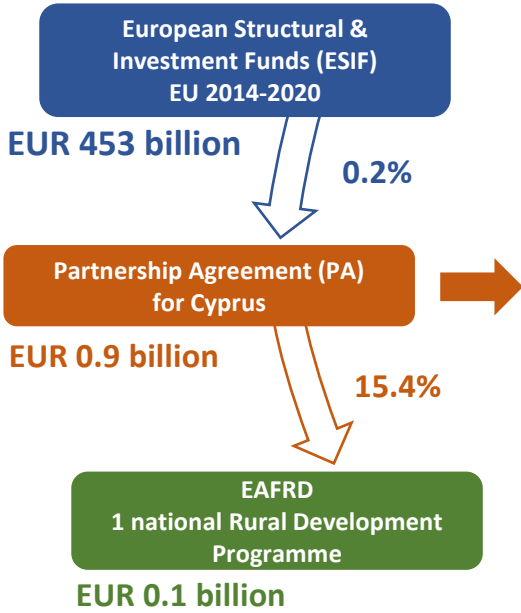 European Structural &
Investment Funds (ESIF)
EU 2014-2020
EUR 453 billion
0.2%
Partnership Agreement (PA)
for Cyprus
EUR 0.9 billion
15.4%
EAFRD
1 national Rural Development
Programme
EUR 0.1 billion